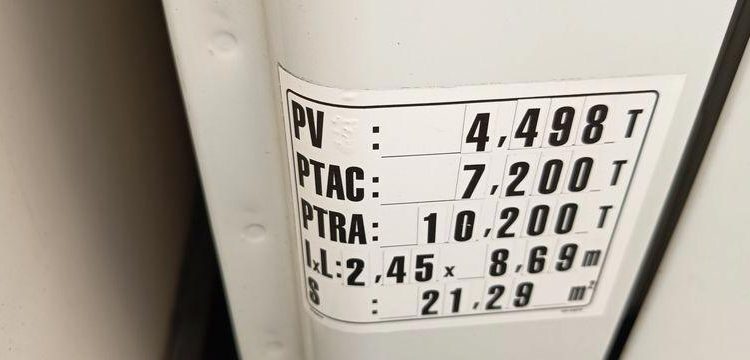 PV : 4,498 T
PTAC: 7,200 T
PTRA: 10,200 T
lxL: 2,45 x 8,69 m
S : 21,29 m²